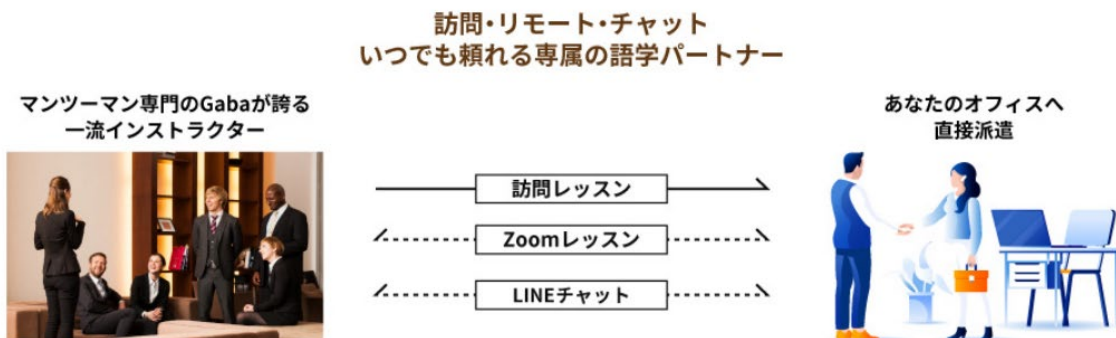 訪問・リモート・チャット
いつでも頼れる専属の語学パートナー
マンツーマン専門のGabaが誇る
一流インストラクター
あなたのオフィスへ
直接派遣
訪問レッスン
Zoomレッスン
LINEチャット